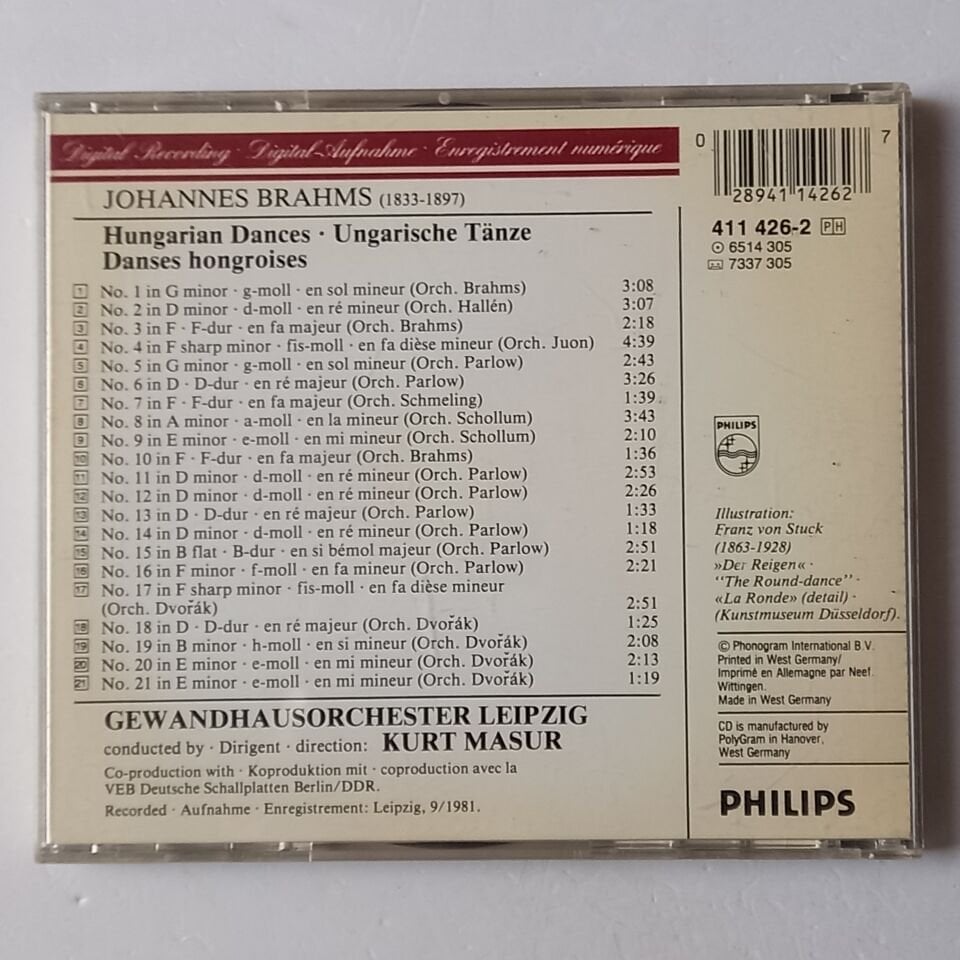 Digital Recording · Digital-Aufnahme · Enregistrement numérique
JOHANNES BRAHMS (1833-1897)
Hungarian Dances · Ungarische Tänze
Danses hongroises
1 No. 1 in G minor · g-moll · en sol mineur (Orch. Brahms) 3:08
2 No. 2 in D minor · d-moll · en ré mineur (Orch. Hallén) 3:07
3 No. 3 in F · F-dur · en fa majeur (Orch. Brahms) 2:18
4 No. 4 in F sharp minor · fis-moll · en fa dièse mineur (Orch. Juon) 4:39
5 No. 5 in G minor · g-moll · en sol mineur (Orch. Parlow) 2:43
6 No. 6 in D · D-dur · en ré majeur (Orch. Parlow) 3:26
7 No. 7 in F · F-dur · en fa majeur (Orch. Schmeling) 1:39
8 No. 8 in A minor · a-moll · en la mineur (Orch. Schollum) 3:43
9 No. 9 in E minor · e-moll · en mi mineur (Orch. Schollum) 2:10
10 No. 10 in F · F-dur · en fa majeur (Orch. Brahms) 1:36
11 No. 11 in D minor · d-moll · en ré mineur (Orch. Parlow) 2:53
12 No. 12 in D minor · d-moll · en ré mineur (Orch. Parlow) 2:26
13 No. 13 in D · D-dur · en ré majeur (Orch. Parlow) 1:33
14 No. 14 in D minor · d-moll · en ré mineur (Orch. Parlow) 1:18
15 No. 15 in B flat · B-dur · en si bémol majeur (Orch. Parlow) 2:51
16 No. 16 in F minor · f-moll · en fa mineur (Orch. Parlow) 2:21
17 No. 17 in F sharp minor · fis-moll · en fa dièse mineur
(Orch. Dvořák) 2:51
18 No. 18 in D · D-dur · en ré majeur (Orch. Dvořák) 1:25
19 No. 19 in B minor · h-moll · en si mineur (Orch. Dvořák) 2:08
20 No. 20 in E minor · e-moll · en mi mineur (Orch. Dvořák) 2:13
21 No. 21 in E minor · e-moll · en mi mineur (Orch. Dvořák) 1:19
GEWANDHAUSORCHESTER LEIPZIG
conducted by · Dirigent · direction: KURT MASUR
Co-production with · Koproduktion mit · coproduction avec la
VEB Deutsche Schallplatten Berlin/DDR.
Recorded · Aufnahme · Enregistrement: Leipzig, 9/1981.
0 28941 14262 7
411 426-2 PH
6514 305
7337 305
PHILIPS
Illustration:
Franz von Stuck
(1863-1928)
»Der Reigen« ·
"The Round-dance" ·
«La Ronde» (detail) ·
(Kunstmuseum Düsseldorf).
© Phonogram International B.V.
Printed in West Germany/
Imprimé en Allemagne par Neef.
Wittingen.
Made in West Germany
CD is manufactured by
PolyGram in Hanover,
West Germany
PHILIPS